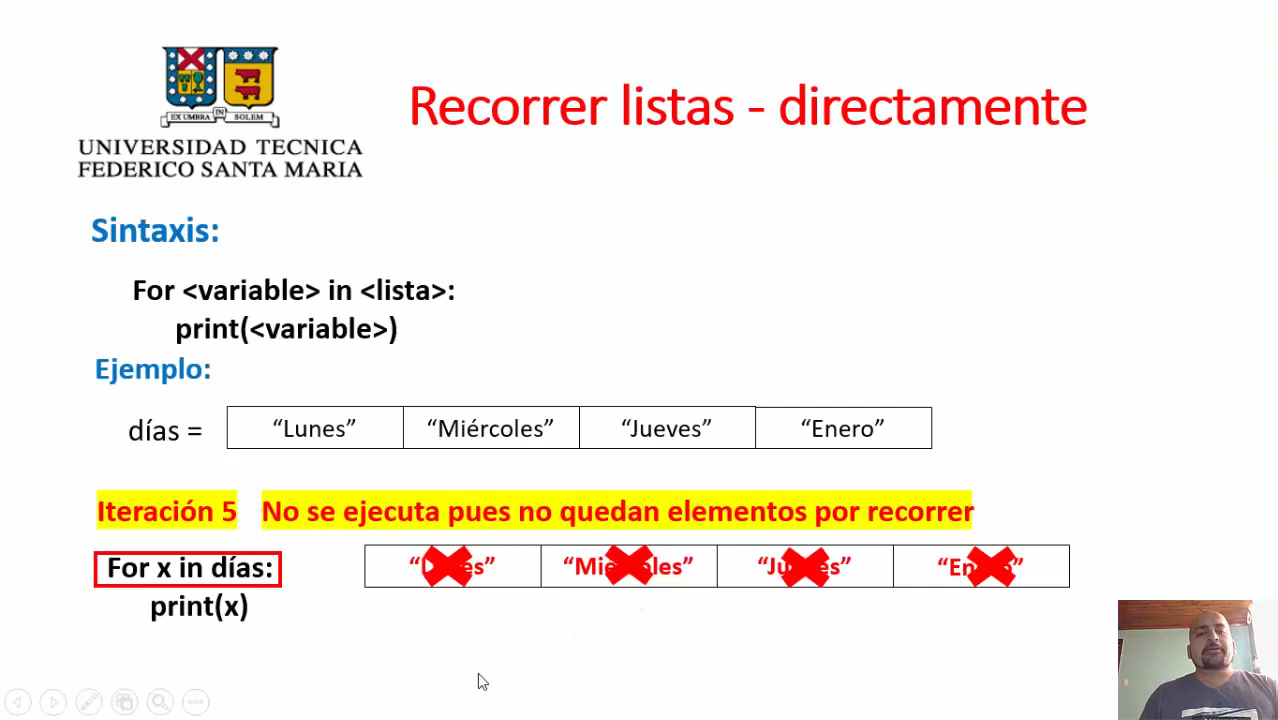 EX UMBRA IN SOLEM
UNIVERSIDAD TECNICA
FEDERICO SANTA MARIA
Recorrer listas - directamente
Sintaxis:
For <variable> in <lista>:
print(<variable>)
Ejemplo:
días = "Lunes" "Miércoles" "Jueves" "Enero"
Iteración 5 No se ejecuta pues no quedan elementos por recorrer
For x in días:
print(x)